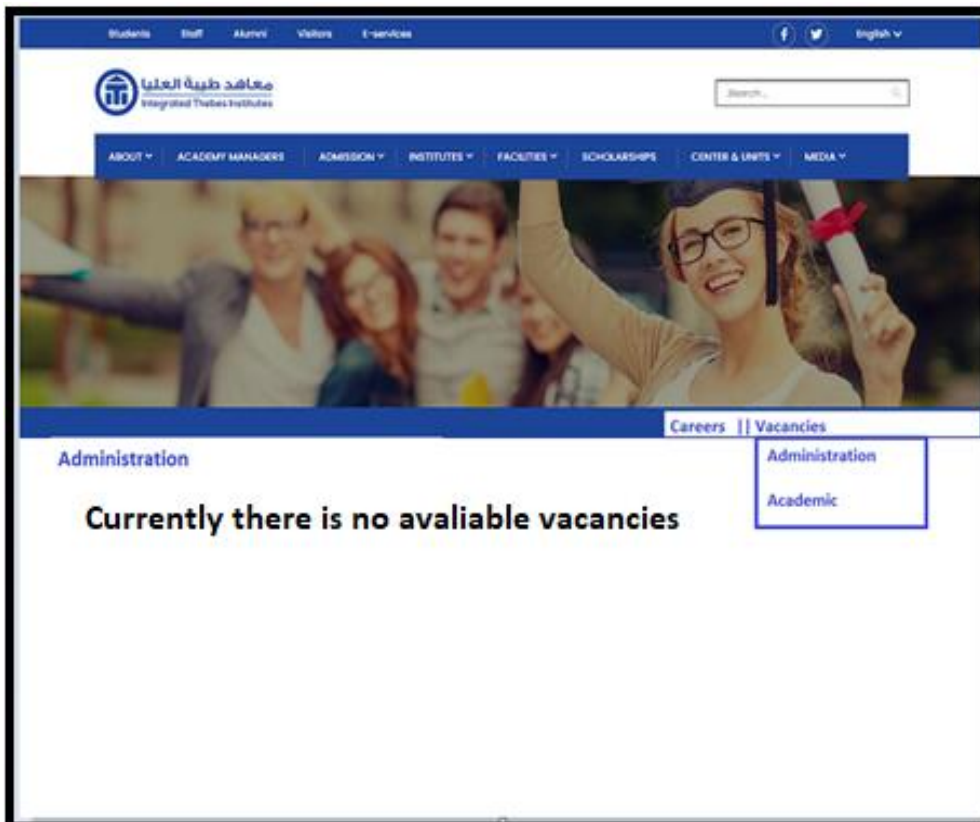 Students Staff Alumni Visitors E-services English
معاهد طيبة العليا
Integrated Thebes Institutes
Search...
ABOUT ACADEMY MANAGERS ADMISSION INSTITUTES FACILITIES SCHOLARSHIPS CENTER & UNITS MEDIA
Careers || Vacancies
Administration
Academic
Administration
Currently there is no avaliable vacancies